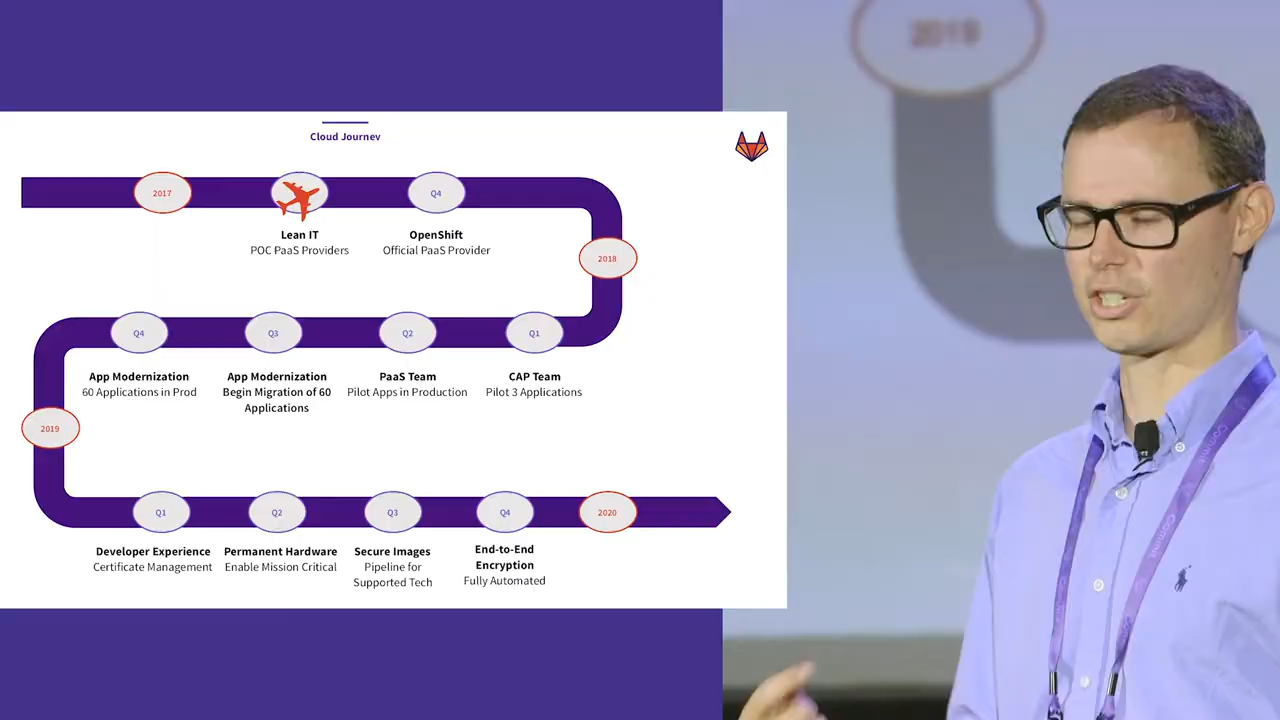 Cloud Journey
2017
Q4
Lean IT
POC PaaS Providers
OpenShift
Official PaaS Provider
2018
Q4
Q3
Q2
Q1
App Modernization
60 Applications in Prod
App Modernization
Begin Migration of 60
Applications
PaaS Team
Pilot Apps in Production
CAP Team
Pilot 3 Applications
2019
Q1
Q2
Q3
Q4
2020
Developer Experience
Certificate Management
Permanent Hardware
Enable Mission Critical
Secure Images
Pipeline for
Supported Tech
End-to-End
Encryption
Fully Automated
2019
Commit
Commit